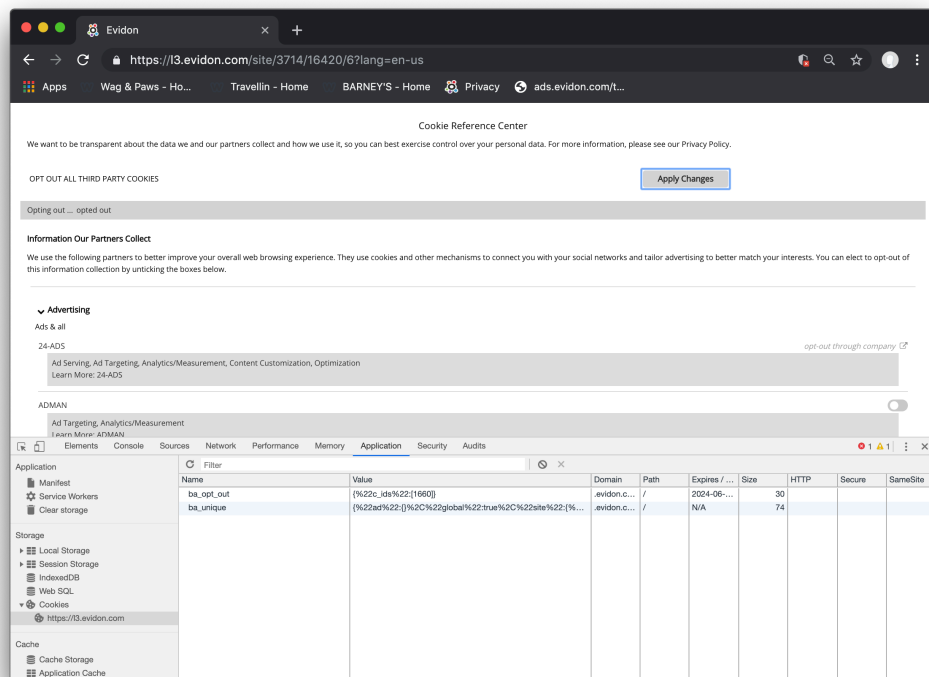 Evidon
https://l3.evidon.com/site/3714/16420/6?lang=en-us
Apps Wag & Paws - Ho... Travellin - Home BARNEY'S - Home Privacy ads.evidon.com/t...
Cookie Reference Center
We want to be transparent about the data we and our partners collect and how we use it, so you can best exercise control over your personal data. For more information, please see our Privacy Policy.
OPT OUT ALL THIRD PARTY COOKIES Apply Changes
Opting out ... opted out
Information Our Partners Collect
We use the following partners to better improve your overall web browsing experience. They use cookies and other mechanisms to connect you with your social networks and tailor advertising to better match your interests. You can elect to opt-out of
this information collection by unticking the boxes below.
Advertising
Ads & all
24-ADS opt-out through company
Ad Serving, Ad Targeting, Analytics/Measurement, Content Customization, Optimization
Learn More: 24-ADS
ADMAN
Ad Targeting, Analytics/Measurement
Learn More: ADMAN
Elements Console Sources Network Performance Memory Application Security Audits 1 1
Application Filter
Name Value Domain Path Expires / ... Size HTTP Secure SameSite
Manifest ba_opt_out {%22c_ids%22:[1660]} .evidon.c... / 2024-06-... 30
Service Workers
Clear storage ba_unique {%22ad%22:{}%2C%22global%22:true%2C%22site%22:{%... .evidon.c... / N/A 74
Storage
Local Storage
Session Storage
IndexedDB
Web SQL
Cookies
https://l3.evidon.com
Cache
Cache Storage
Application Cache